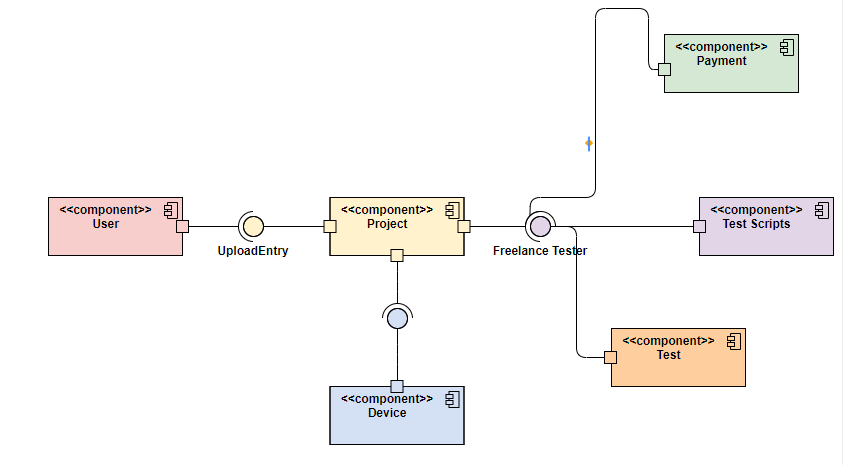 <<component>>
Payment
<<component>>
User
UploadEntry
<<component>>
Project
Freelance Tester
<<component>>
Test Scripts
<<component>>
Test
<<component>>
Device